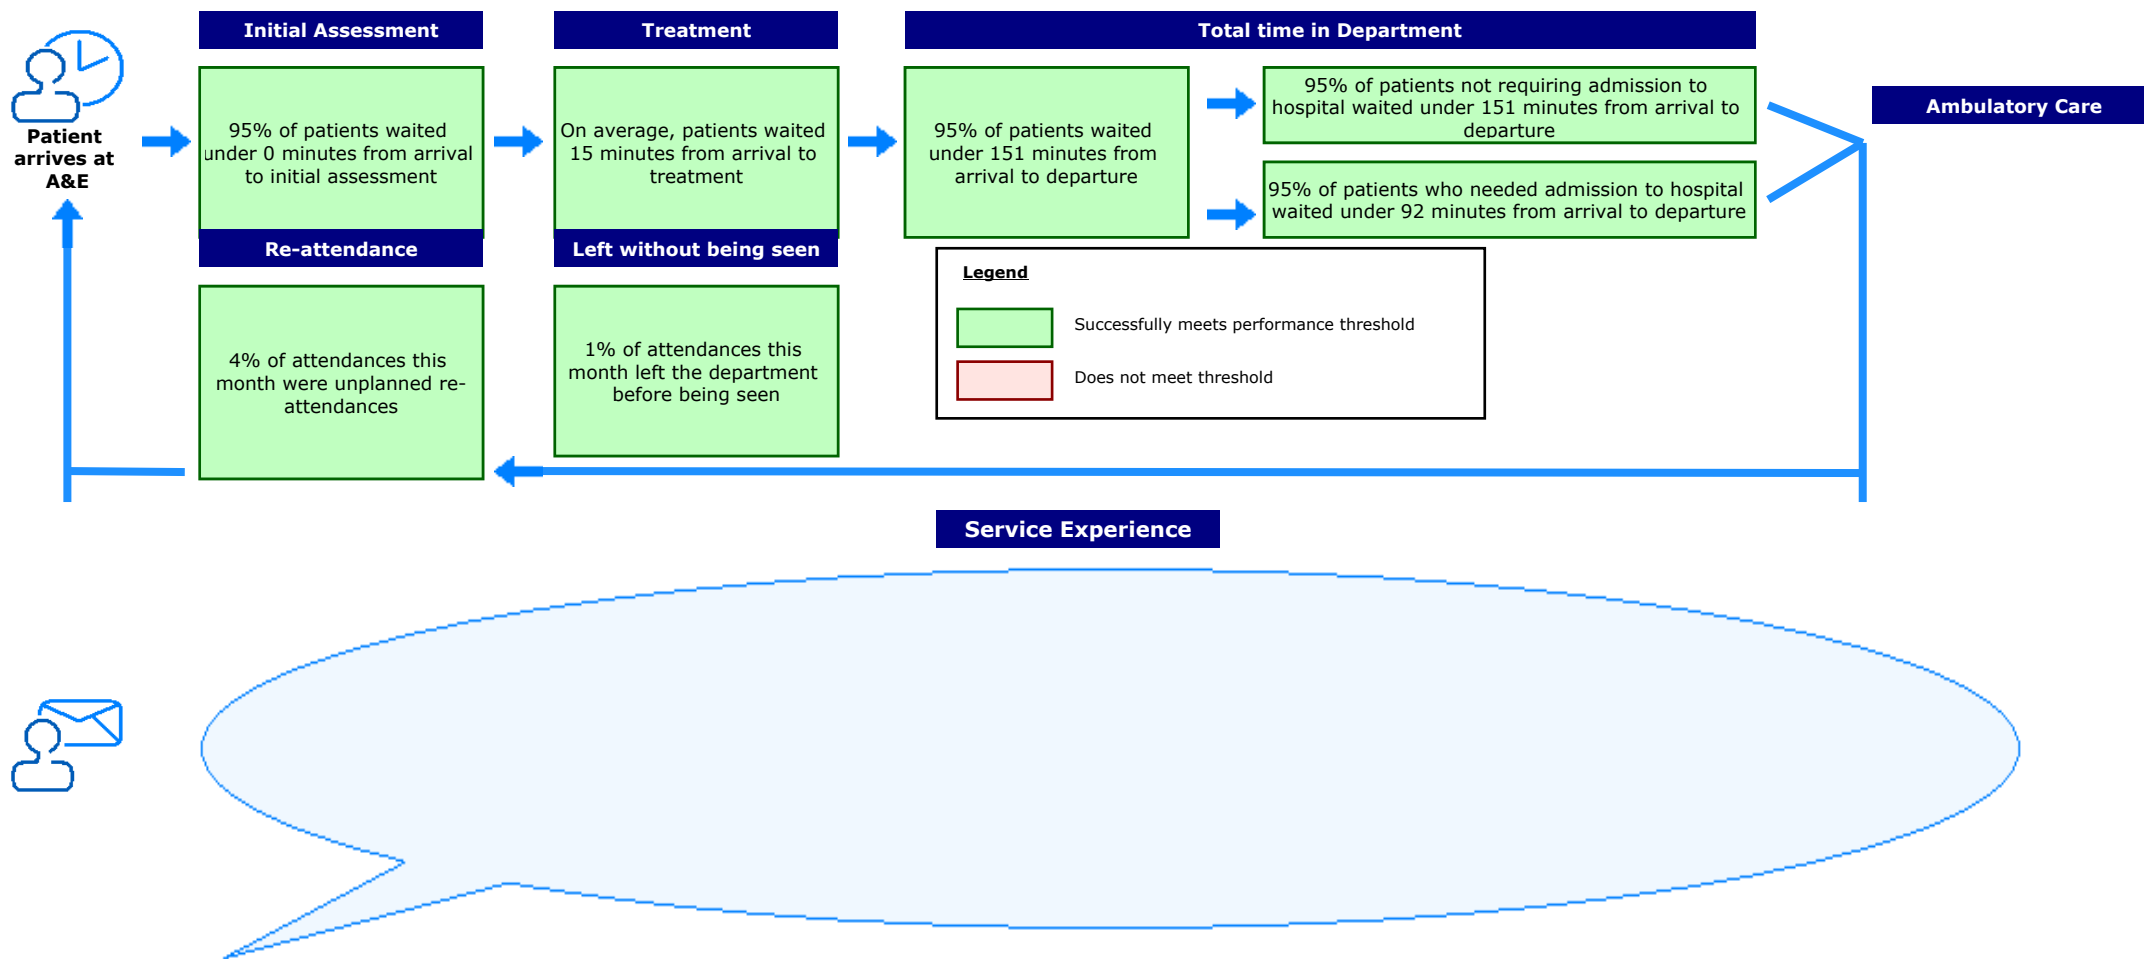 Initial Assessment
Treatment
Total time in Department
Ambulatory Care
Patient
arrives at
A&E
95% of patients waited
under 0 minutes from arrival
to initial assessment
On average, patients waited
15 minutes from arrival to
treatment
95% of patients waited
under 151 minutes from
arrival to departure
95% of patients not requiring admission to
hospital waited under 151 minutes from arrival to
departure
95% of patients who needed admission to hospital
waited under 92 minutes from arrival to departure
Re-attendance
Left without being seen
4% of attendances this
month were unplanned re-
attendances
1% of attendances this
month left the department
before being seen
Legend
Successfully meets performance threshold
Does not meet threshold
Service Experience